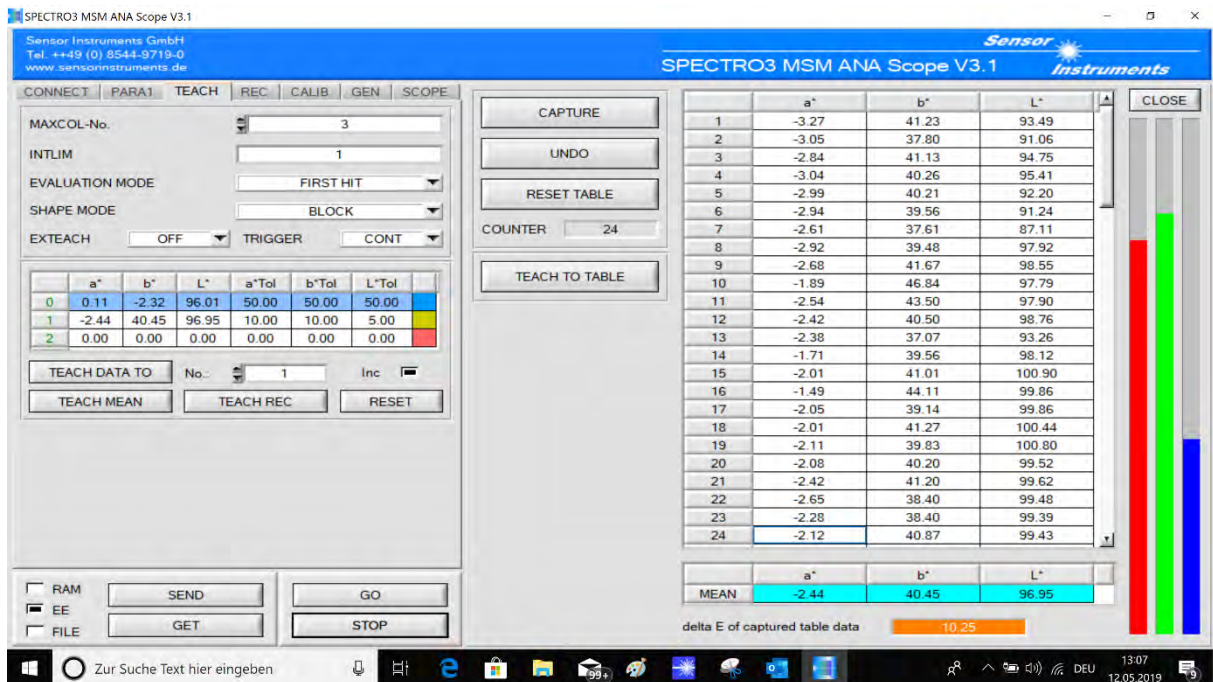 SPECTRO3 MSM ANA Scope V3.1
Sensor Instruments GmbH
Tel. ++49 (0) 8544-9719-0
www.sensorinstruments.de
Sensor
Instruments
SPECTRO3 MSM ANA Scope V3.1
CONNECT PARA1 TEACH REC CALIB GEN SCOPE
MAXCOL-No. 3
INTLIM 1
EVALUATION MODE FIRST HIT
SHAPE MODE BLOCK
EXTEACH OFF TRIGGER CONT
a* b* L* a*Tol b*Tol L*Tol
0 0.11 -2.32 96.01 50.00 50.00 50.00
1 -2.44 40.45 96.95 10.00 10.00 5.00
2 0.00 0.00 0.00 0.00 0.00 0.00
TEACH DATA TO No.: 1 Inc
TEACH MEAN TEACH REC RESET
RAM
EE
FILE
SEND GO
GET STOP
CAPTURE
UNDO
RESET TABLE
COUNTER 24
TEACH TO TABLE
CLOSE
a* b* L*
1 -3.27 41.23 93.49
2 -3.05 37.80 91.06
3 -2.84 41.13 94.75
4 -3.04 40.26 95.41
5 -2.99 40.21 92.20
6 -2.94 39.56 91.24
7 -2.61 37.61 87.11
8 -2.92 39.48 97.92
9 -2.68 41.67 98.55
10 -1.89 46.84 97.79
11 -2.54 43.50 97.90
12 -2.42 40.50 98.76
13 -2.38 37.07 93.26
14 -1.71 39.56 98.12
15 -2.01 41.01 100.90
16 -1.49 44.11 99.86
17 -2.05 39.14 99.86
18 -2.01 41.27 100.44
19 -2.11 39.83 100.80
20 -2.08 40.20 99.52
21 -2.42 41.20 99.62
22 -2.65 38.40 99.48
23 -2.28 38.40 99.39
24 -2.12 40.87 99.43
a* b* L*
MEAN -2.44 40.45 96.95
delta E of captured table data 10.25
Zur Suche Text hier eingeben
99+
DEU
13:07
12.05.2019
9